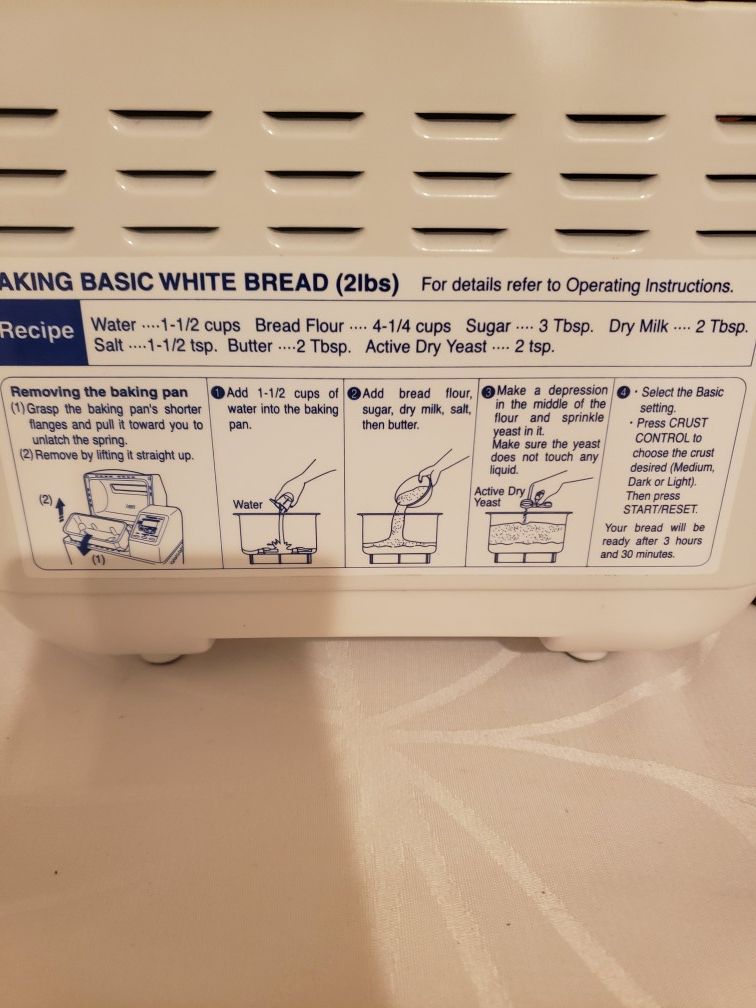 AKING BASIC WHITE BREAD (2lbs) For details refer to Operating Instructions.
Recipe
Water ····1-1/2 cups Bread Flour ···· 4-1/4 cups Sugar ···· 3 Tbsp. Dry Milk ···· 2 Tbsp.
Salt ····1-1/2 tsp. Butter ····2 Tbsp. Active Dry Yeast ···· 2 tsp.
Removing the baking pan
(1) Grasp the baking pan's shorter
flanges and pull it toward you to
unlatch the spring.
(2) Remove by lifting it straight up.
(2)
(1)
❶ Add 1-1/2 cups of
water into the baking
pan.
Water
❷ Add bread flour,
sugar, dry milk, salt,
then butter.
❸ Make a depression
in the middle of the
flour and sprinkle
yeast in it.
Make sure the yeast
does not touch any
liquid.
Active Dry
Yeast
❹ · Select the Basic
setting.
· Press CRUST
CONTROL to
choose the crust
desired (Medium,
Dark or Light).
Then press
START/RESET.
Your bread will be
ready after 3 hours
and 30 minutes.